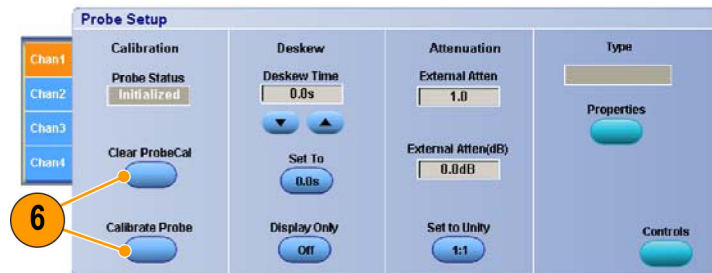 Probe Setup
Chan1
Chan2
Chan3
Chan4
Calibration
Probe Status
Initialized
Clear ProbeCal
Calibrate Probe
6
Deskew
Deskew Time
0.0s
Set To
0.0s
Display Only
Off
Attenuation
External Atten
1.0
External Atten(dB)
0.0dB
Set to Unity
1:1
Type
Properties
Controls